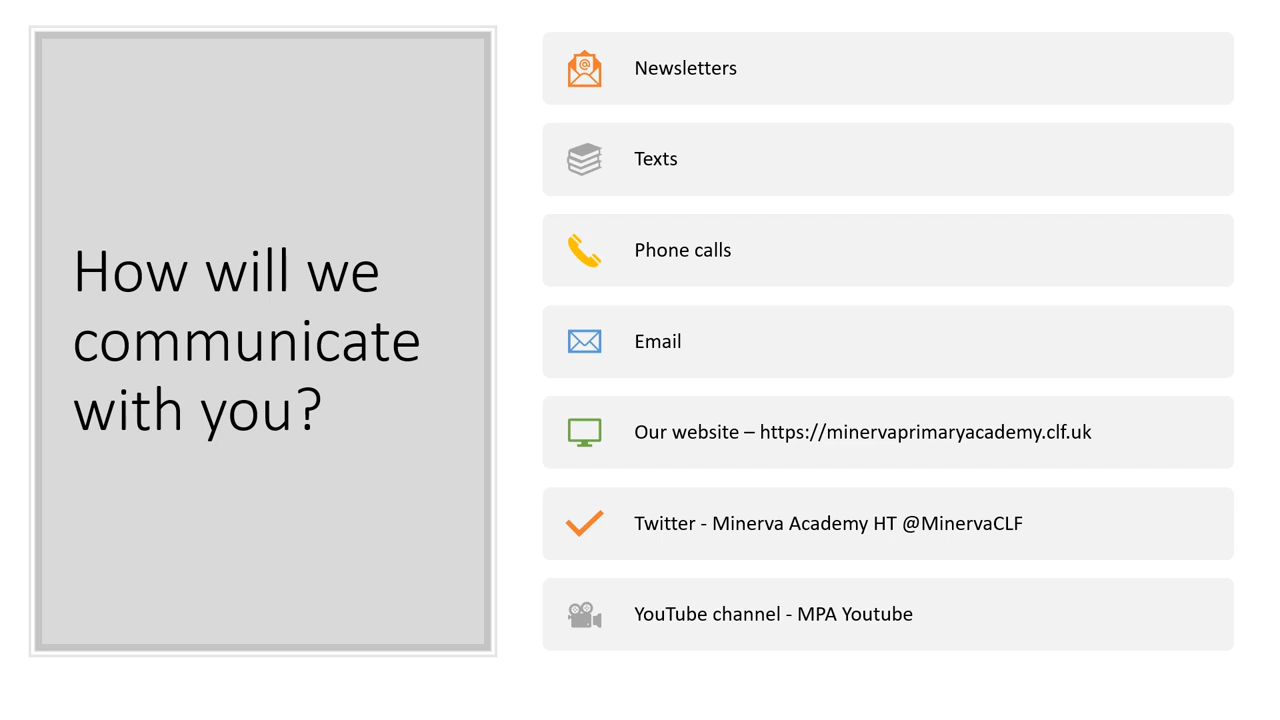 How will we
communicate
with you?
@
Newsletters
Texts
Phone calls
Email
Our website – https://minervaprimaryacademy.clf.uk
Twitter - Minerva Academy HT @MinervaCLF
YouTube channel - MPA Youtube